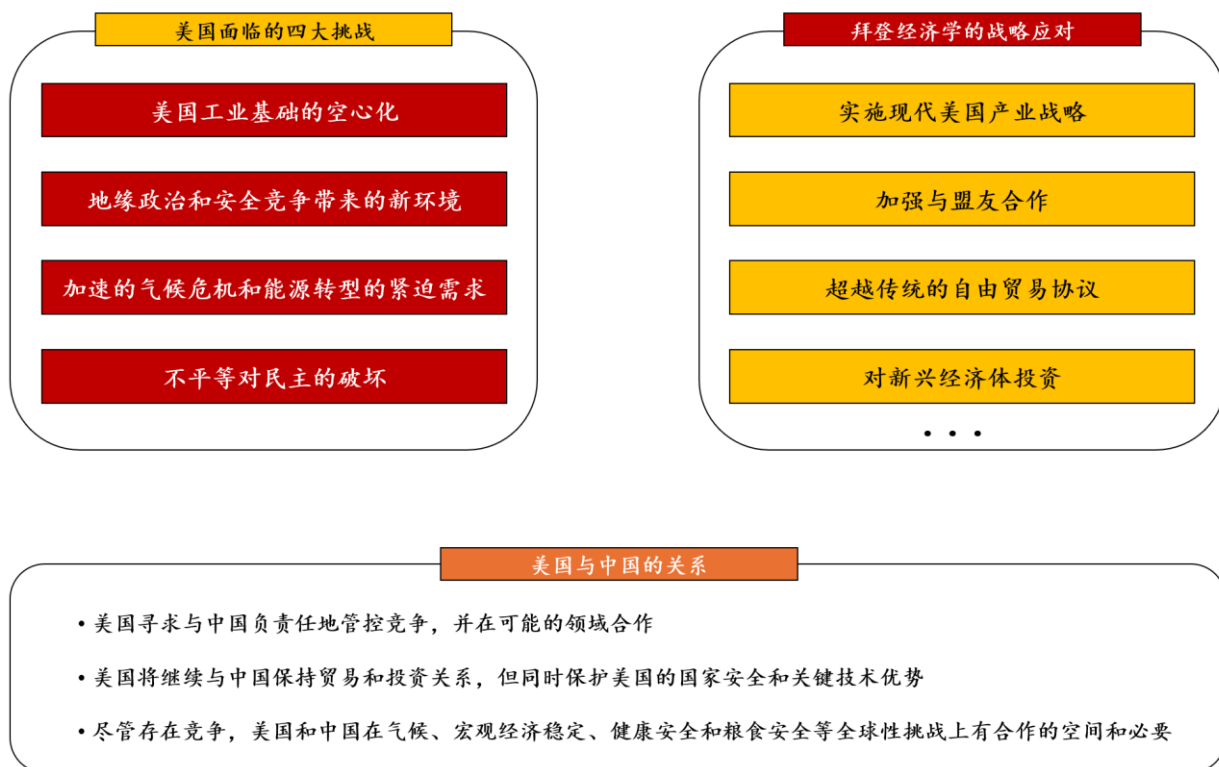 美国面临的四大挑战
美国工业基础的空心化
地缘政治和安全竞争带来的新环境
加速的气候危机和能源转型的紧迫需求
不平等对民主的破坏
拜登经济学的战略应对
实施现代美国产业战略
加强与盟友合作
超越传统的自由贸易协议
对新兴经济体投资
• • •
美国与中国的关系
• 美国寻求与中国负责任地管控竞争，并在可能的领域合作
• 美国将继续与中国保持贸易和投资关系，但同时保护美国的国家安全和关键技术优势
• 尽管存在竞争，美国和中国在气候、宏观经济稳定、健康安全和粮食安全等全球性挑战上有合作的空间和必要